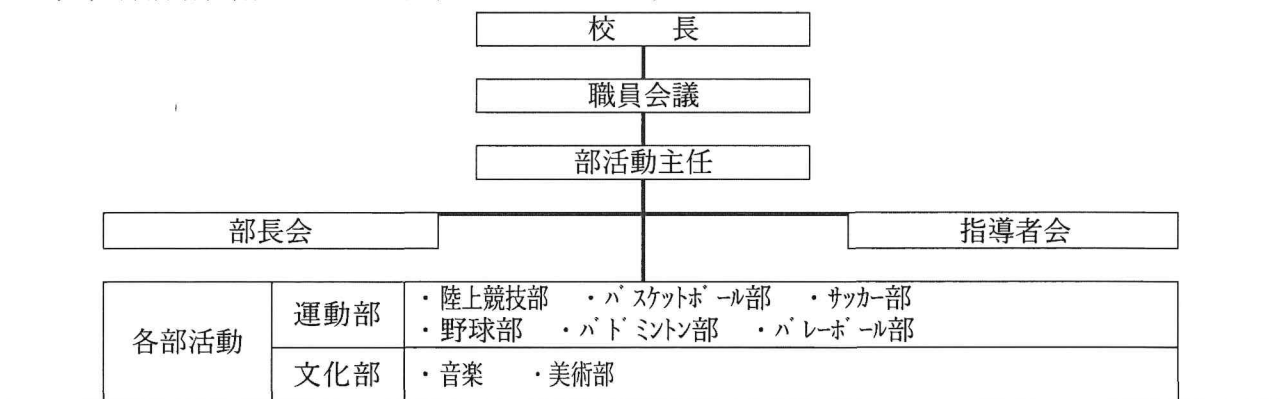 校　　長
職員会議
部活動主任
部長会
指導者会
各部活動
運動部
・陸上競技部　・バスケットボール部　・サッカー部
・野球部　・バドミントン部　・バレーボール部
文化部
・音楽　・美術部